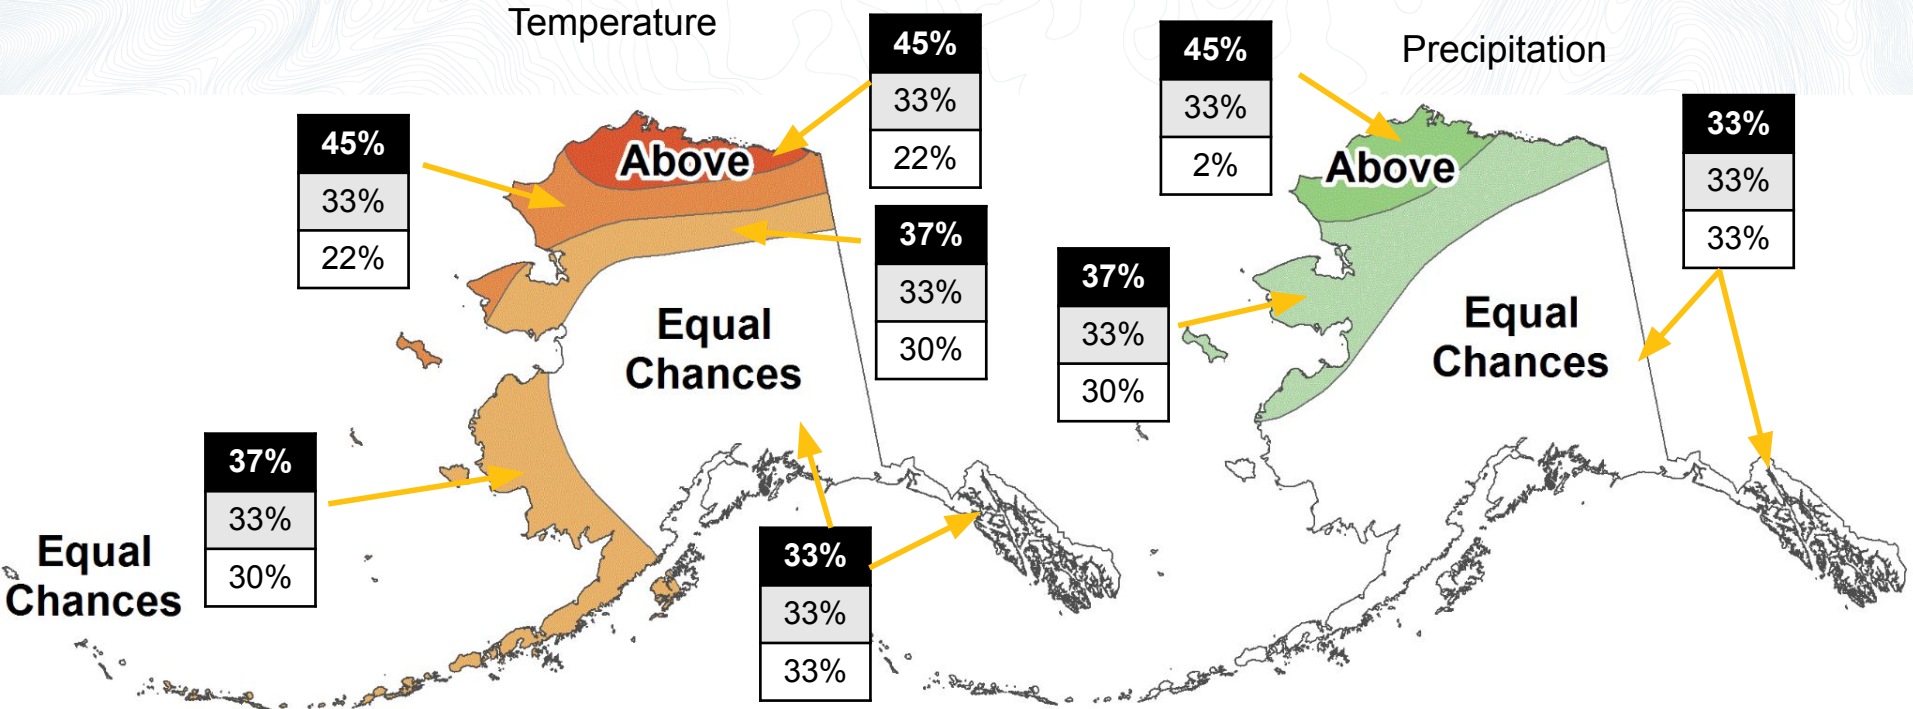 Temperature
45%
33%
22%
45%
33%
22%
Above
37%
33%
30%
Equal
Chances
37%
33%
30%
Equal
Chances
33%
33%
33%
Precipitation
45%
33%
2%
33%
33%
33%
Above
37%
33%
30%
Equal
Chances